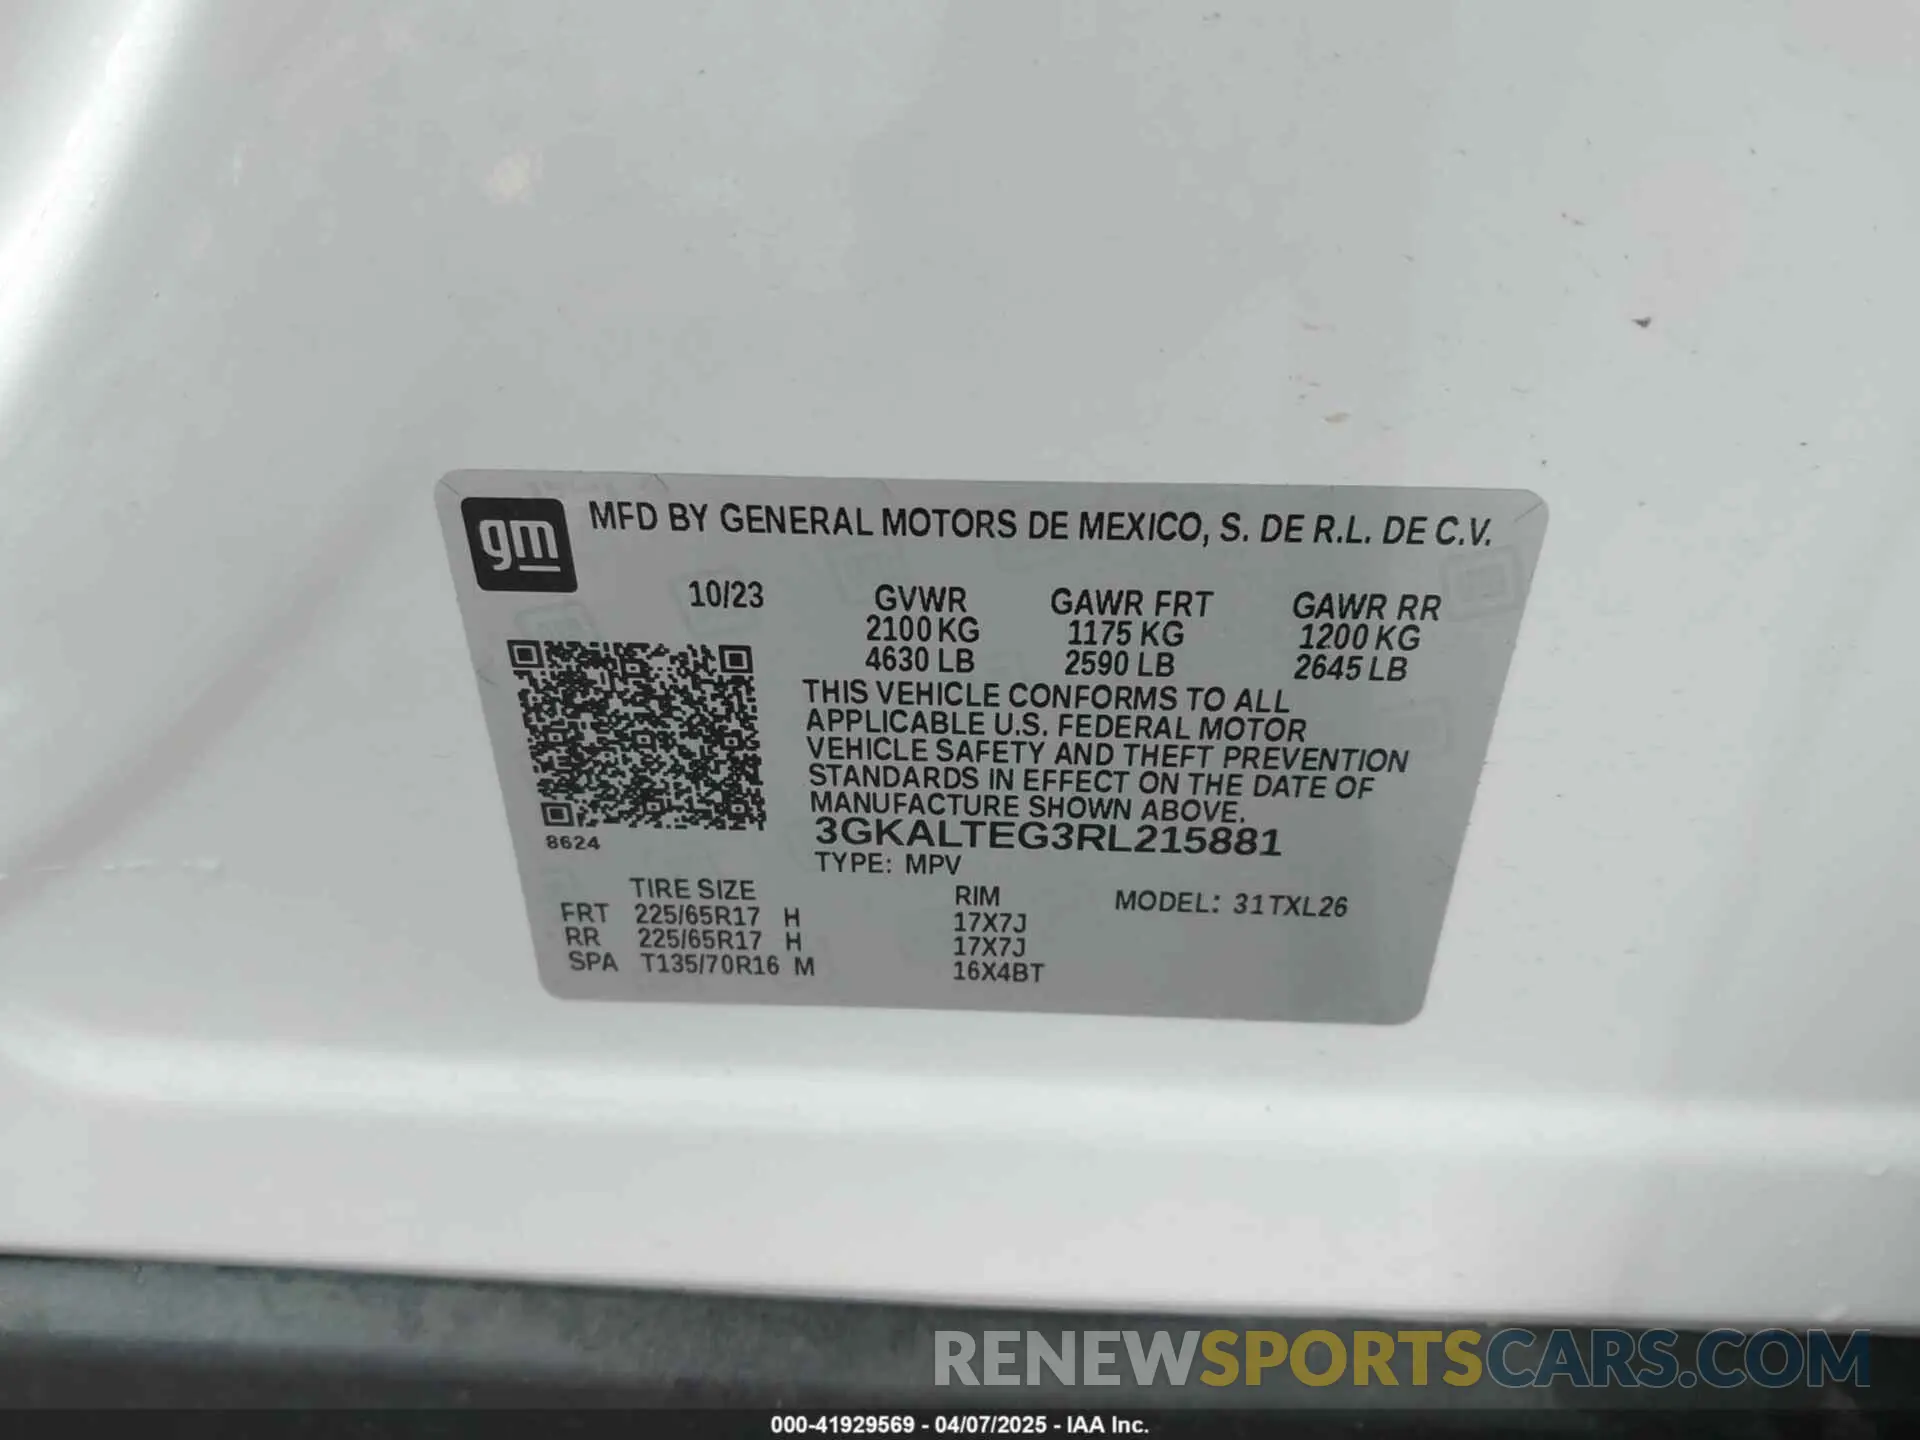 gm MFD BY GENERAL MOTORS DE MEXICO, S. DE R.L. DE C.V.
10/23 GVWR GAWR FRT GAWR RR
2100 KG 1175 KG 1200 KG
4630 LB 2590 LB 2645 LB
THIS VEHICLE CONFORMS TO ALL
APPLICABLE U.S. FEDERAL MOTOR
VEHICLE SAFETY AND THEFT PREVENTION
STANDARDS IN EFFECT ON THE DATE OF
MANUFACTURE SHOWN ABOVE.
3GKALTEG3RL215881
8624
TYPE: MPV
TIRE SIZE RIM MODEL: 31TXL26
FRT 225/65R17 H 17X7J
RR 225/65R17 H 17X7J
SPA T135/70R16 M 16X4BT
RENEWSPORTSCARS.COM
000-41929569 - 04/07/2025 - IAA Inc.